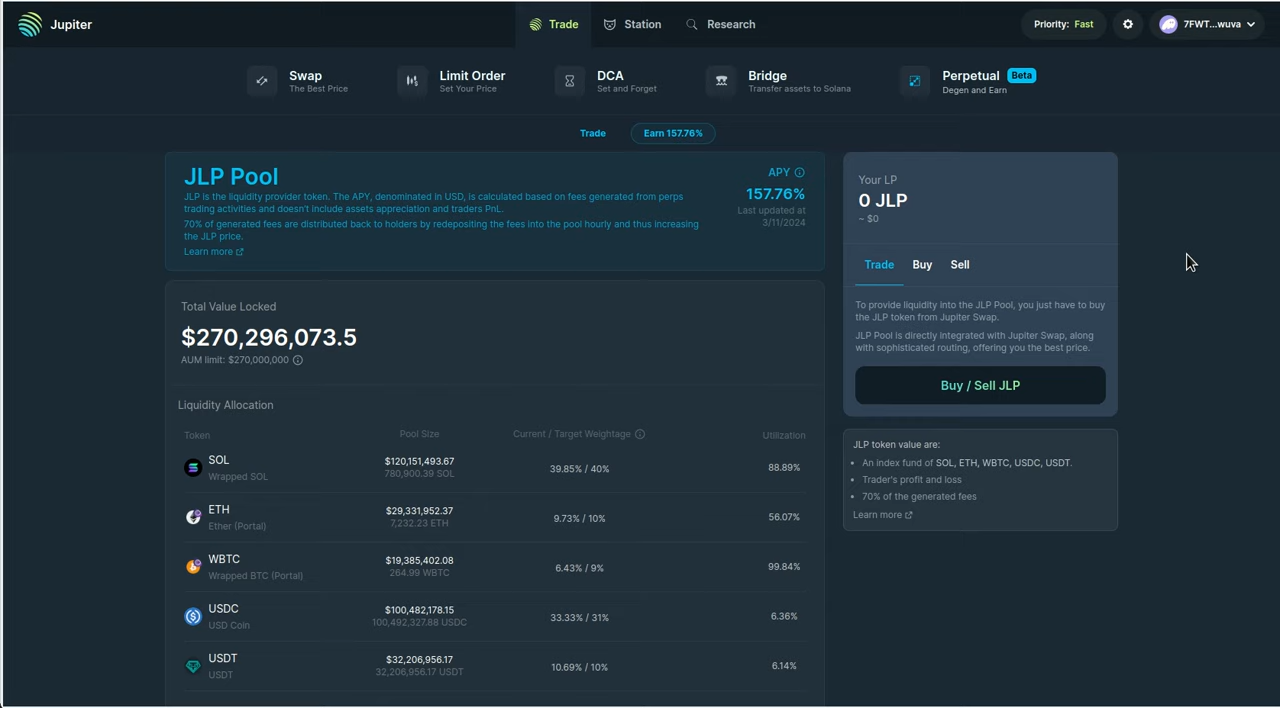 Jupiter
Trade
Station
Research
Priority: Fast
7FWT...wuva
Swap
The Best Price
Limit Order
Set Your Price
DCA
Set and Forget
Bridge
Transfer assets to Solana
Perpetual Beta
Degen and Earn
Trade
Earn 157.76%
JLP Pool
JLP is the liquidity provider token. The APY, denominated in USD, is calculated based on fees generated from perps
trading activities and doesn't include assets appreciation and traders PnL.
70% of generated fees are distributed back to holders by redepositing the fees into the pool hourly and thus increasing
the JLP price.
Learn more
APY
157.76%
Last updated at
3/11/2024
Total Value Locked
$270,296,073.5
AUM limit: $270,000,000
Liquidity Allocation
Token Pool Size Current / Target Weightage Utilization
SOL
Wrapped SOL
$120,151,493.67
780,900.39 SOL
39.85% / 40%
88.89%
ETH
Ether (Portal)
$29,331,952.37
7,232.23 ETH
9.73% / 10%
56.07%
WBTC
Wrapped BTC (Portal)
$19,385,402.08
264.99 WBTC
6.43% / 9%
99.84%
USDC
USD Coin
$100,482,178.15
100,492,327.88 USDC
33.33% / 31%
6.36%
USDT
USDT
$32,206,956.17
32,206,956.17 USDT
10.69% / 10%
6.14%
Your LP
0 JLP
~ $0
Trade Buy Sell
To provide liquidity into the JLP Pool, you just have to buy
the JLP token from Jupiter Swap.
JLP Pool is directly integrated with Jupiter Swap, along
with sophisticated routing, offering you the best price.
Buy / Sell JLP
JLP token value are:
• An index fund of SOL, ETH, WBTC, USDC, USDT.
• Trader's profit and loss
• 70% of the generated fees
Learn more